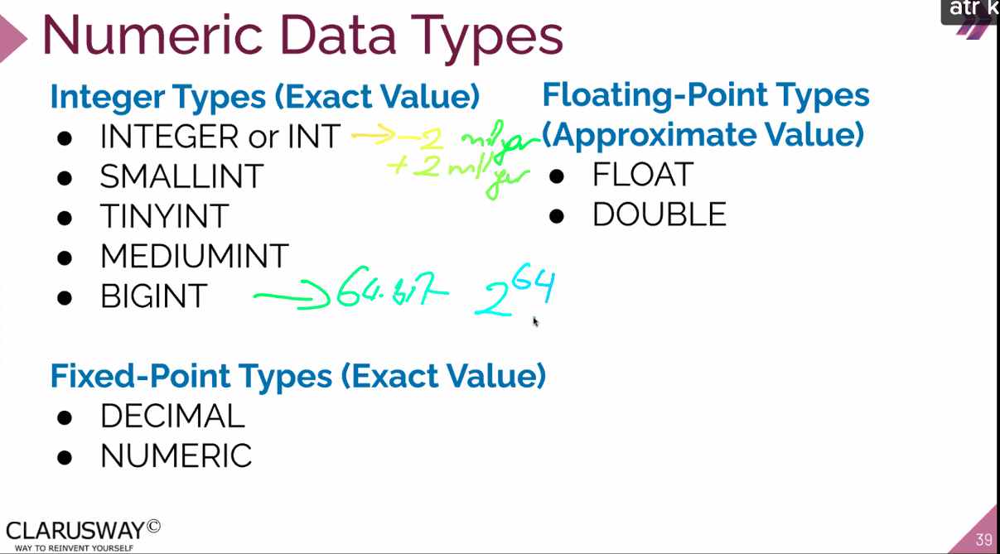 atr k
Numeric Data Types
Integer Types (Exact Value)
● INTEGER or INT → -2 milyar
+2 milyar
● SMALLINT
● TINYINT
● MEDIUMINT
● BIGINT → 64.bit 2^64
Fixed-Point Types (Exact Value)
● DECIMAL
● NUMERIC
Floating-Point Types
(Approximate Value)
● FLOAT
● DOUBLE
CLARUSWAY©
WAY TO REINVENT YOURSELF
39